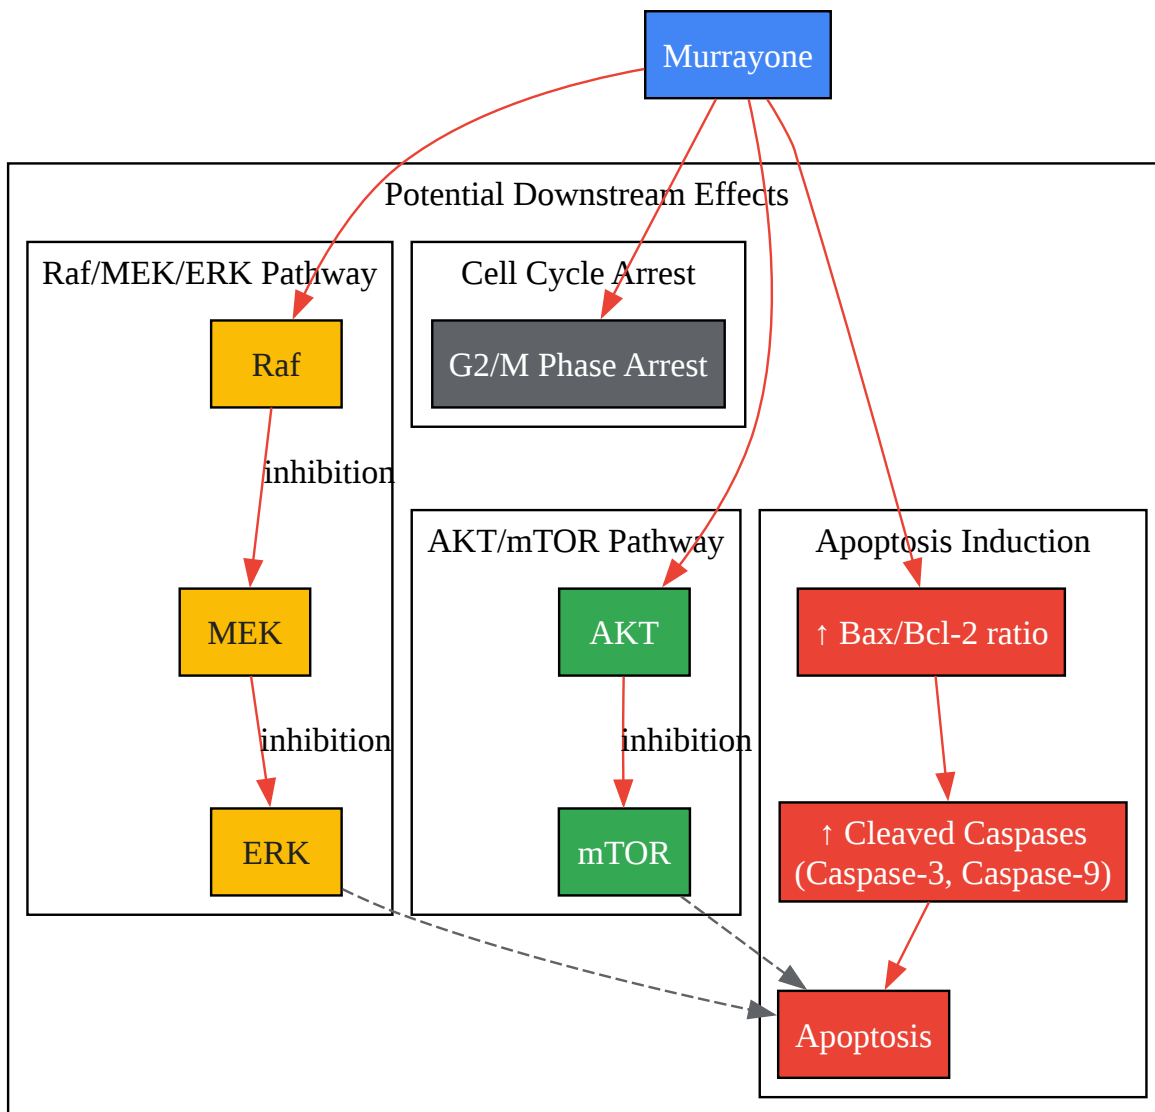 Murrayone
Potential Downstream Effects
Raf/MEK/ERK Pathway
Cell Cycle Arrest
Raf
G2/M Phase Arrest
inhibition
AKT/mTOR Pathway
Apoptosis Induction
MEK
AKT
↑ Bax/Bcl-2 ratio
inhibition
inhibition
ERK
mTOR
↑ Cleaved Caspases
(Caspase-3, Caspase-9)
Apoptosis